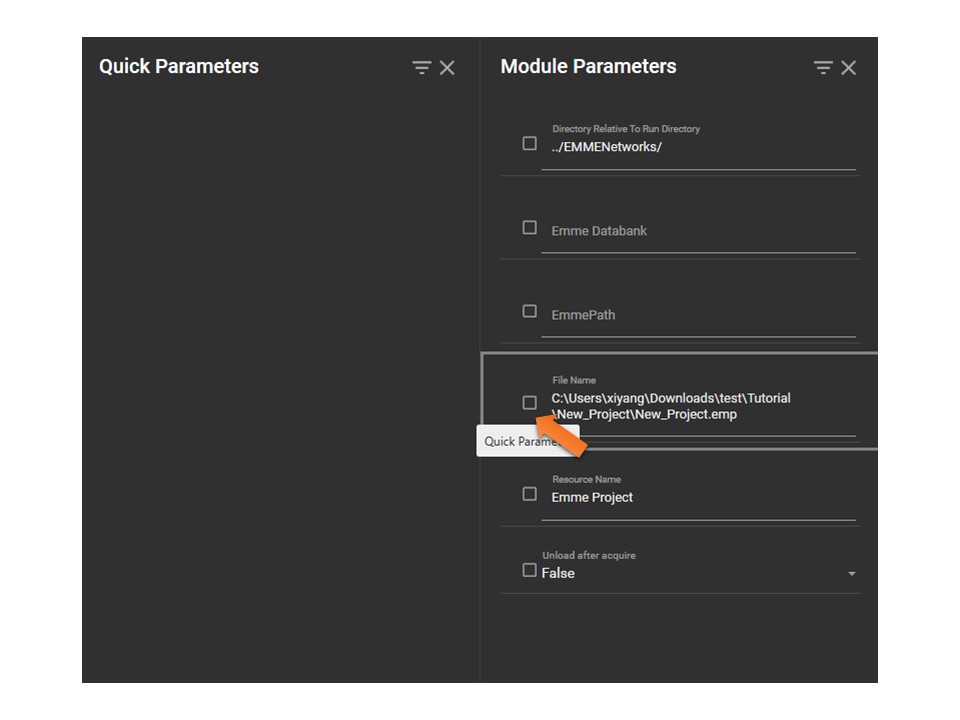 Quick Parameters
Module Parameters
Directory Relative To Run Directory
../EMMENetworks/
Emme Databank
EmmePath
File Name
C:\Users\xiyang\Downloads\test\Tutorial
\New_Project\New_Project.emp
Quick Parame
Resource Name
Emme Project
Unload after acquire
False